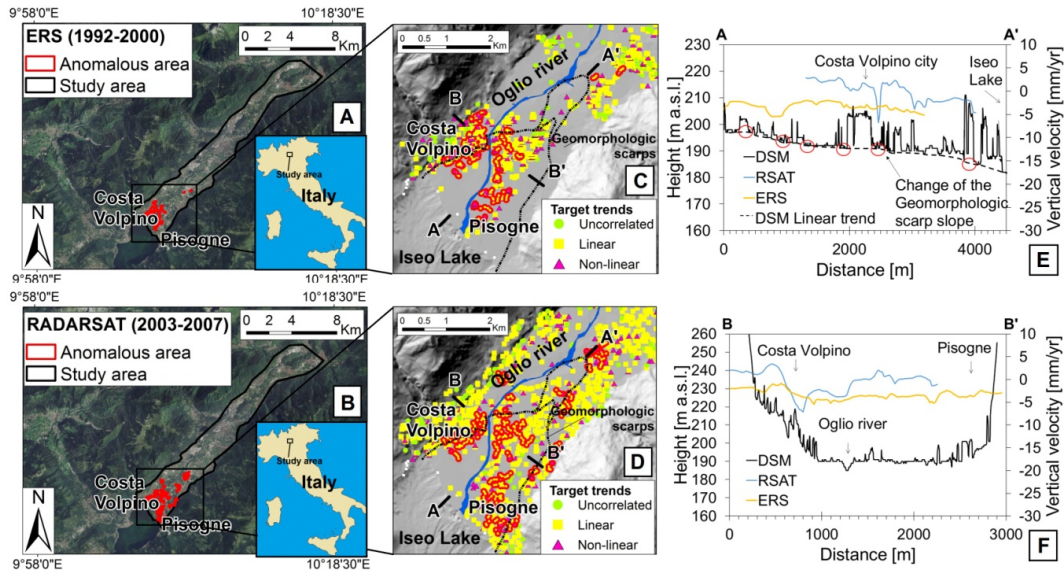 9°58'0"E
10°18'30"E
ERS (1992-2000)
Anomalous area
Study area
0 2 4 8
Km
A
Costa
Volpino
Pisogne
N
Study area
Italy
9°58'0"E
10°18'30"E
RADARSAT (2003-2007)
Anomalous area
Study area
0 2 4 8
Km
B
Costa
Volpino
Pisogne
N
Study area
Italy
9°58'0"E
10°18'30"E
0 0.5 1 2
Km
Oglio river
A'
B
Costa
Volpino
Geomorphologic
scarps
B'
C
A
Pisogne
Iseo Lake
Target trends
Uncorrelated
Linear
Non-linear
0 0.5 1 2
Km
Oglio river
A'
B
Costa
Volpino
Geomorphologic
scarps
B'
D
A
Pisogne
Iseo Lake
Target trends
Uncorrelated
Linear
Non-linear
A
A'
230
220
210
200
190
180
170
160
Height [m a.s.l.]
Costa Volpino city
Iseo
Lake
DSM
RSAT
ERS
DSM Linear trend
Change of the
Geomorphologic
scarp slope
10
5
0
-5
-10
-15
-20
-25
-30
Vertical velocity [mm/yr]
0 2000 4000
Distance [m]
E
B
B'
260
250
240
230
220
210
200
190
180
170
160
Height [m a.s.l.]
Costa Volpino
Pisogne
Oglio river
DSM
RSAT
ERS
10
5
0
-5
-10
-15
-20
-25
-30
Vertical velocity [mm/yr]
0 1000 2000 3000
Distance [m]
F